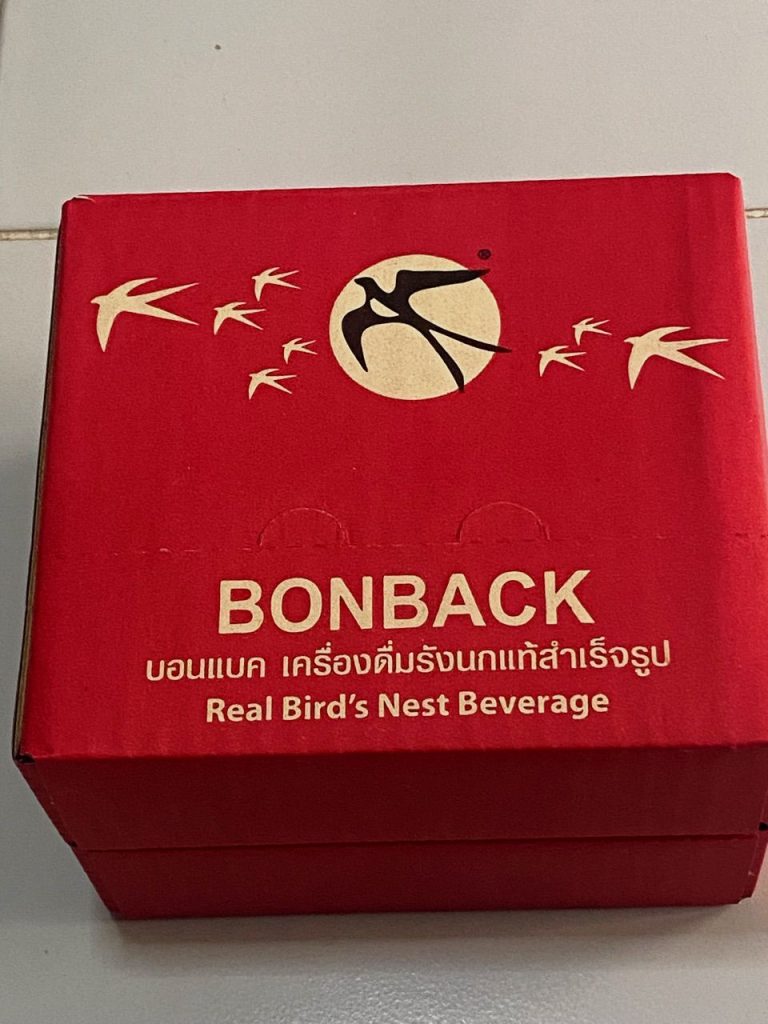 ®
BONBACK
บอนแบค เครื่องดื่มรังนกแท้สำเร็จรูป
Real Bird's Nest Beverage